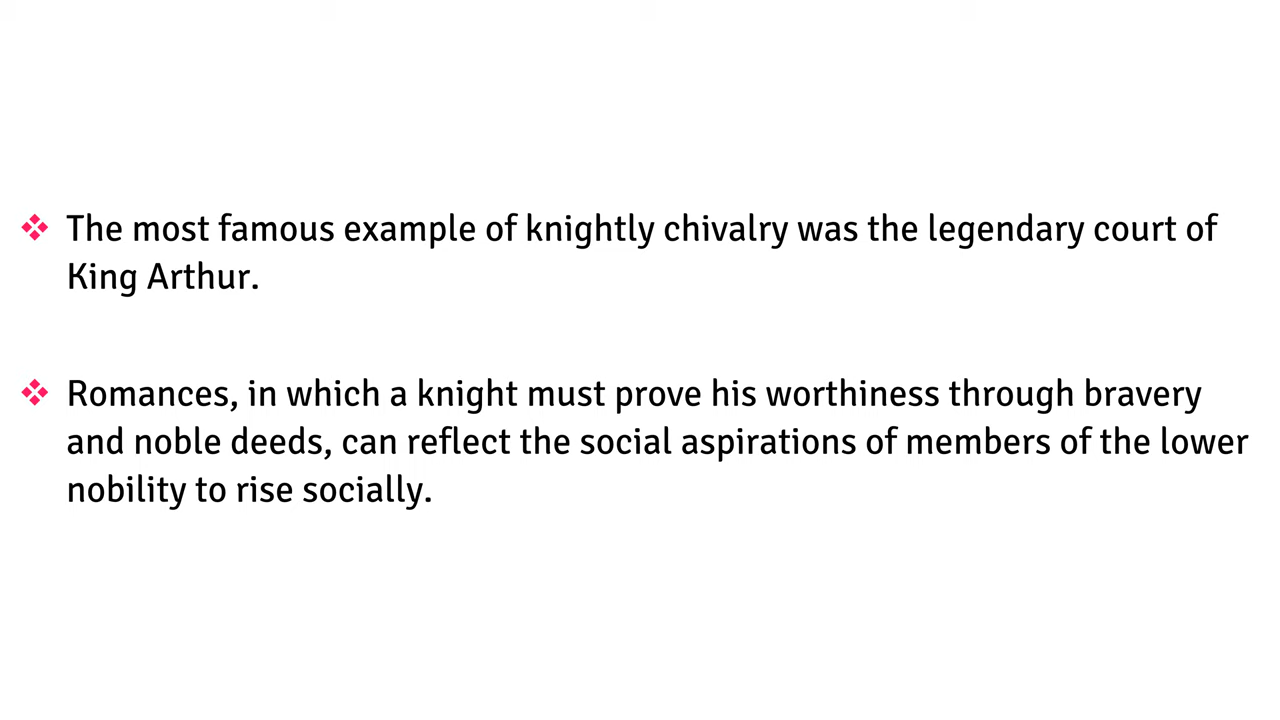 ❖ The most famous example of knightly chivalry was the legendary court of
King Arthur.
❖ Romances, in which a knight must prove his worthiness through bravery
and noble deeds, can reflect the social aspirations of members of the lower
nobility to rise socially.